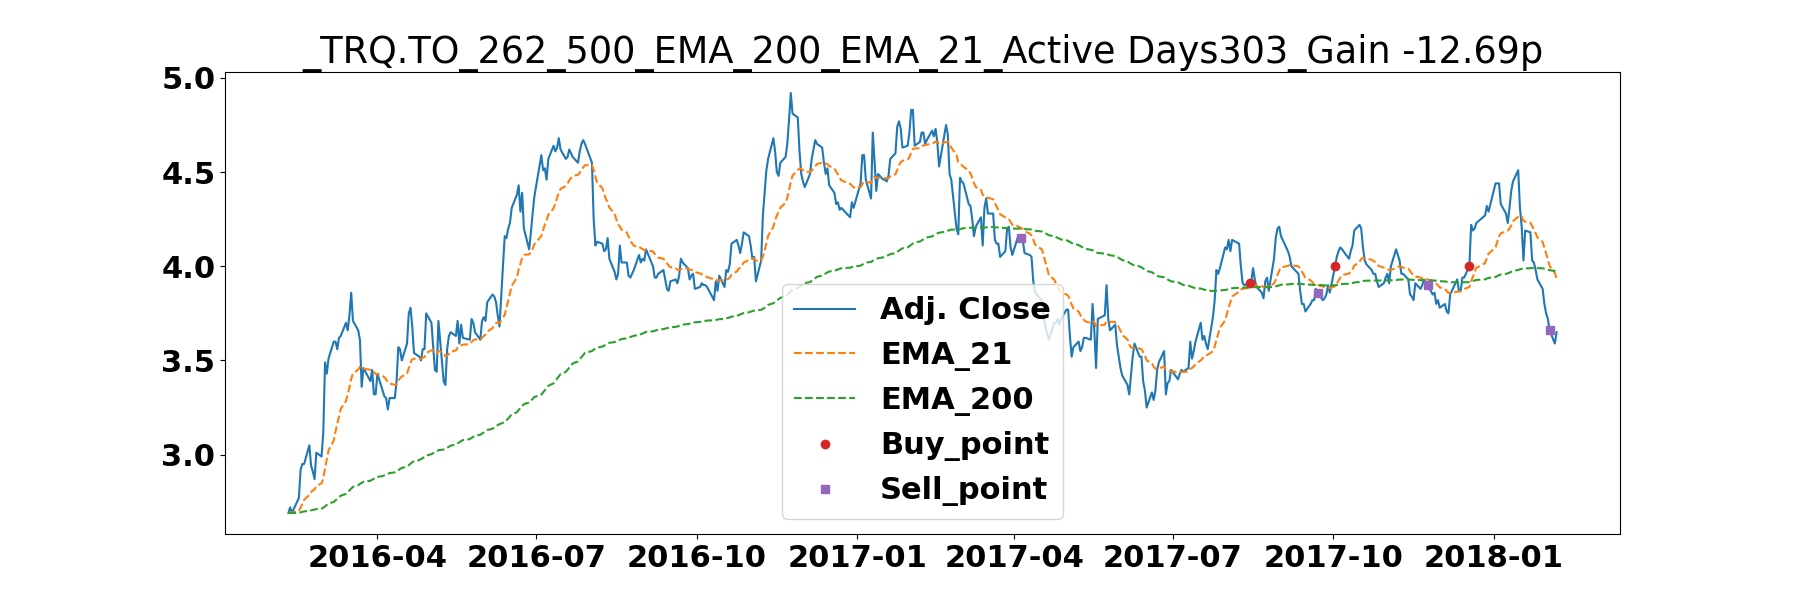 _TRQ.TO_262_500_EMA_200_EMA_21_Active Days303_Gain -12.69p
5.0
4.5
4.0
3.5
3.0
Adj. Close
EMA_21
EMA_200
Buy_point
Sell_point
2016-04 2016-07 2016-10 2017-01 2017-04 2017-07 2017-10 2018-01